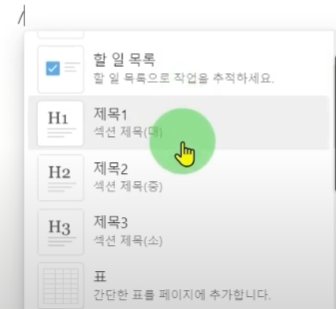 /
할 일 목록
할 일 목록으로 작업을 추적하세요.
H1
제목1
섹션 제목(대)
H2
제목2
섹션 제목(중)
H3
제목3
섹션 제목(소)
표
간단한 표를 페이지에 추가합니다.